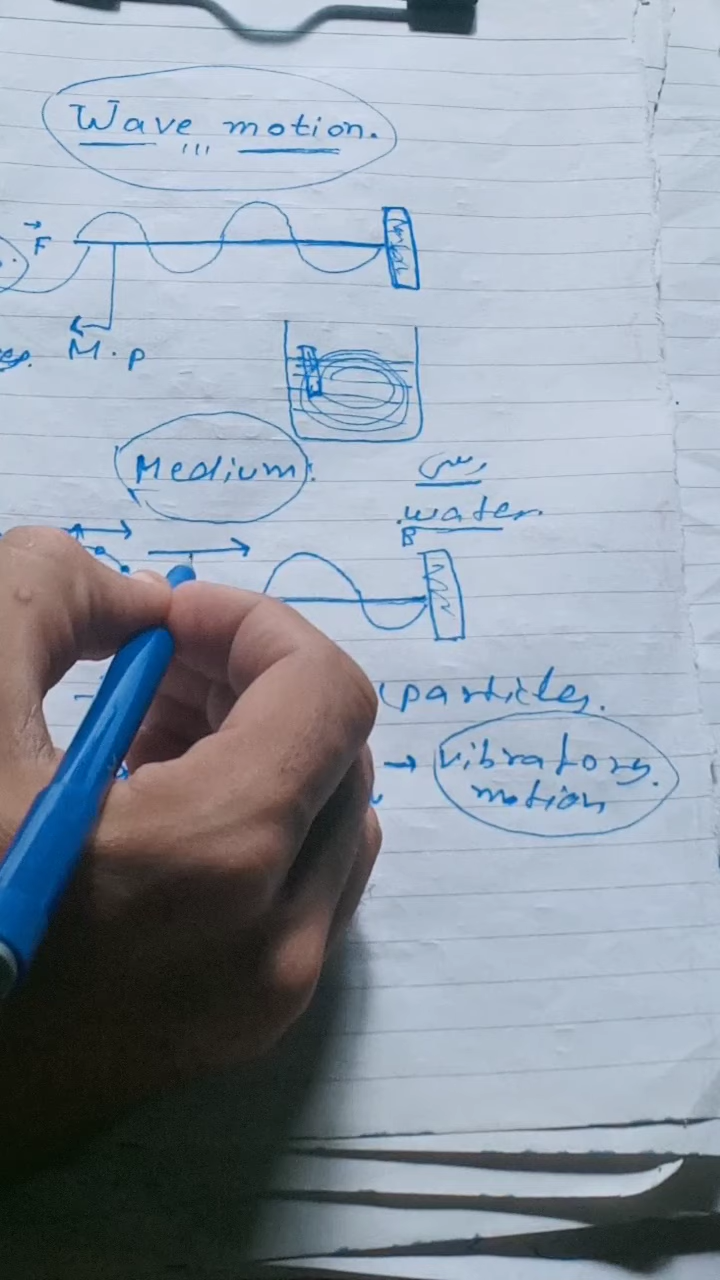 Wave motion.
F
M.p
Medium.
رسی
water.
B
particles.
→ vibratory
motion